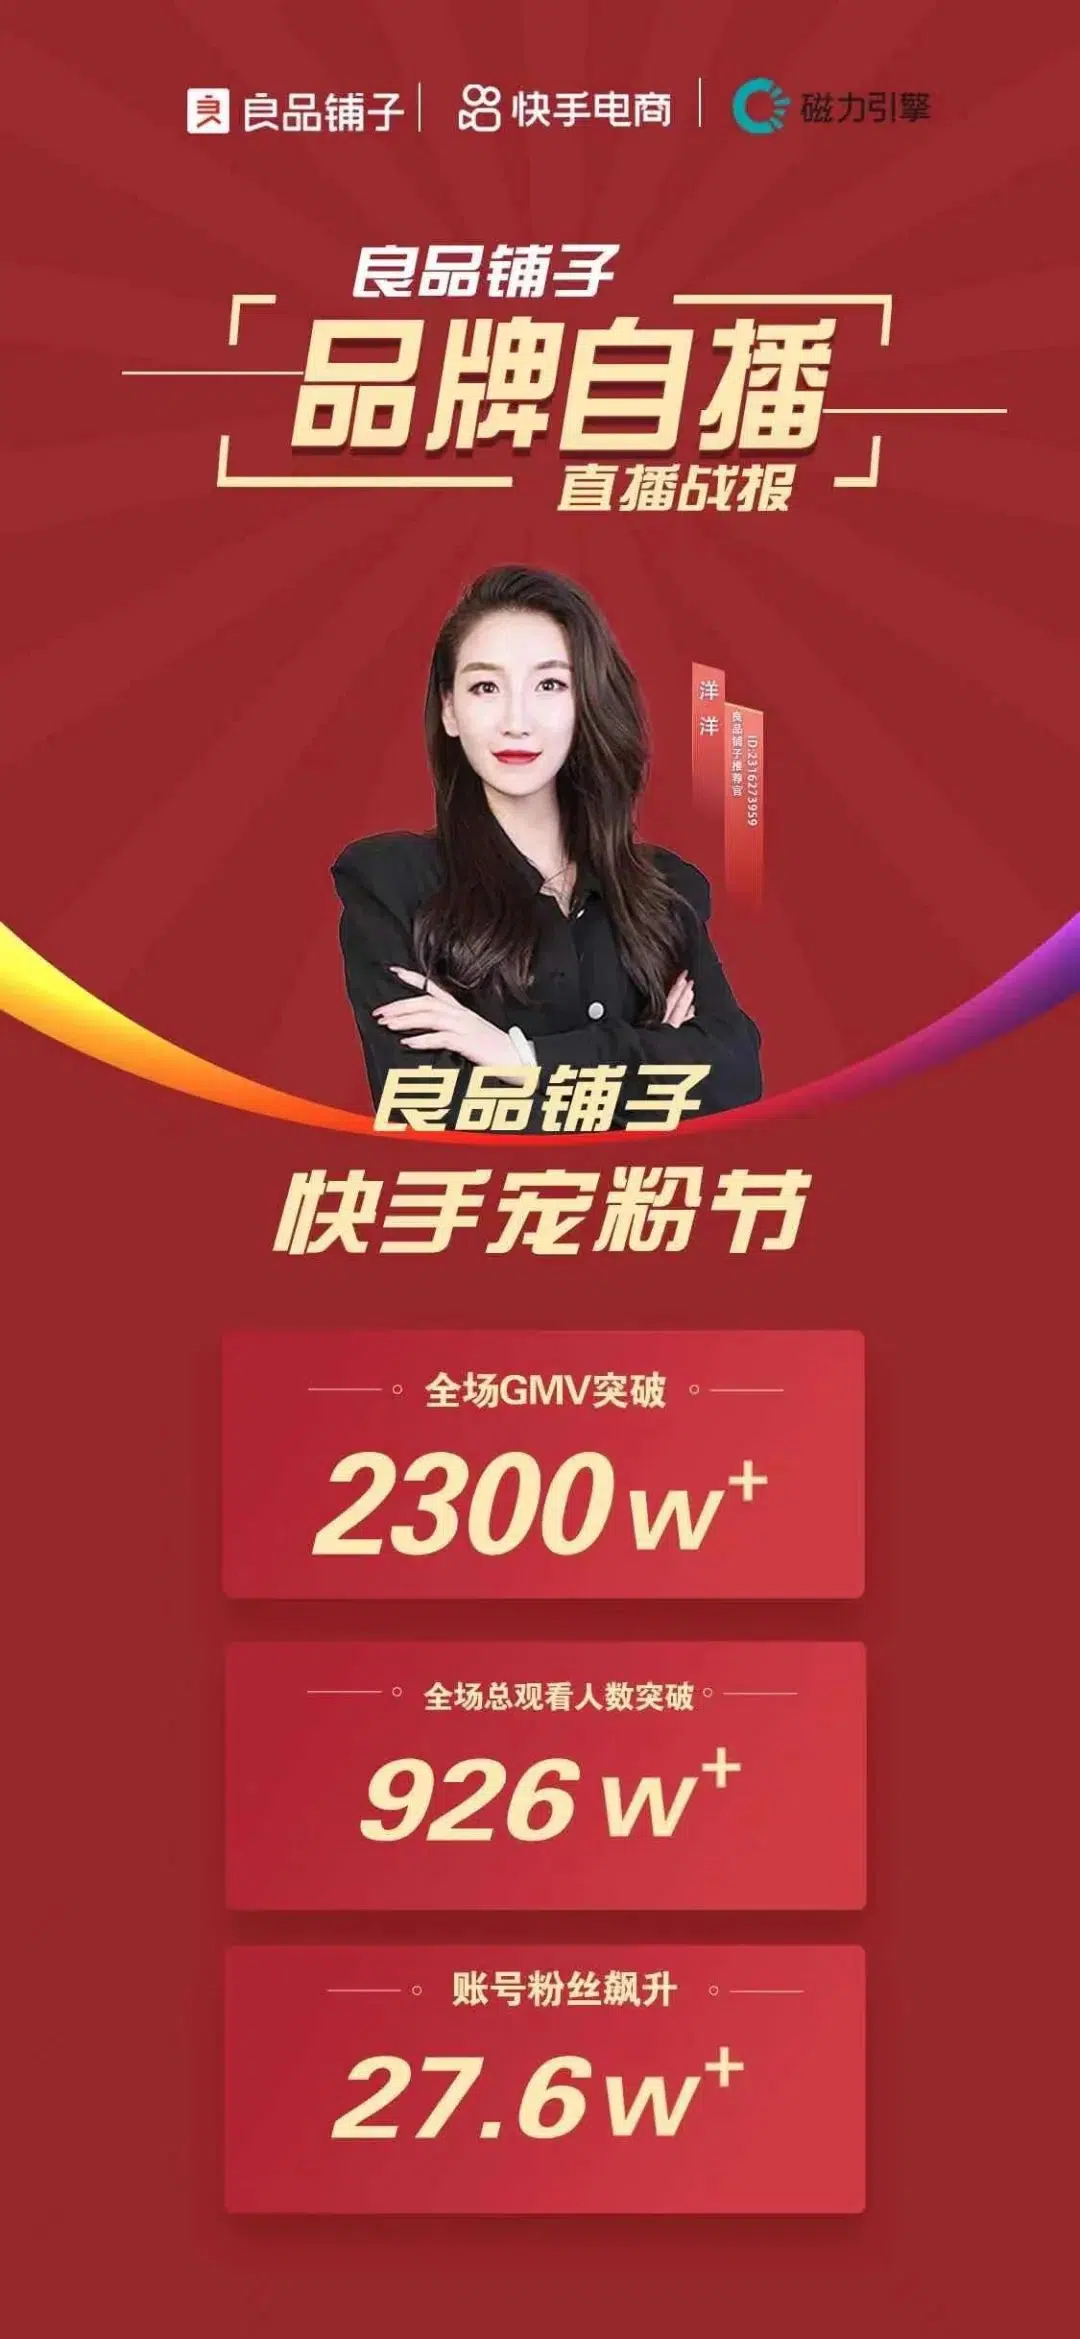 良品铺子 快手电商 磁力引擎
良品铺子
品牌自播
直播战报
洋洋
良品铺子推荐官
ID:2316273959
良品铺子
快手宠粉节
全场GMV突破
2300w+
全场总观看人数突破
926w+
账号粉丝飙升
27.6w+